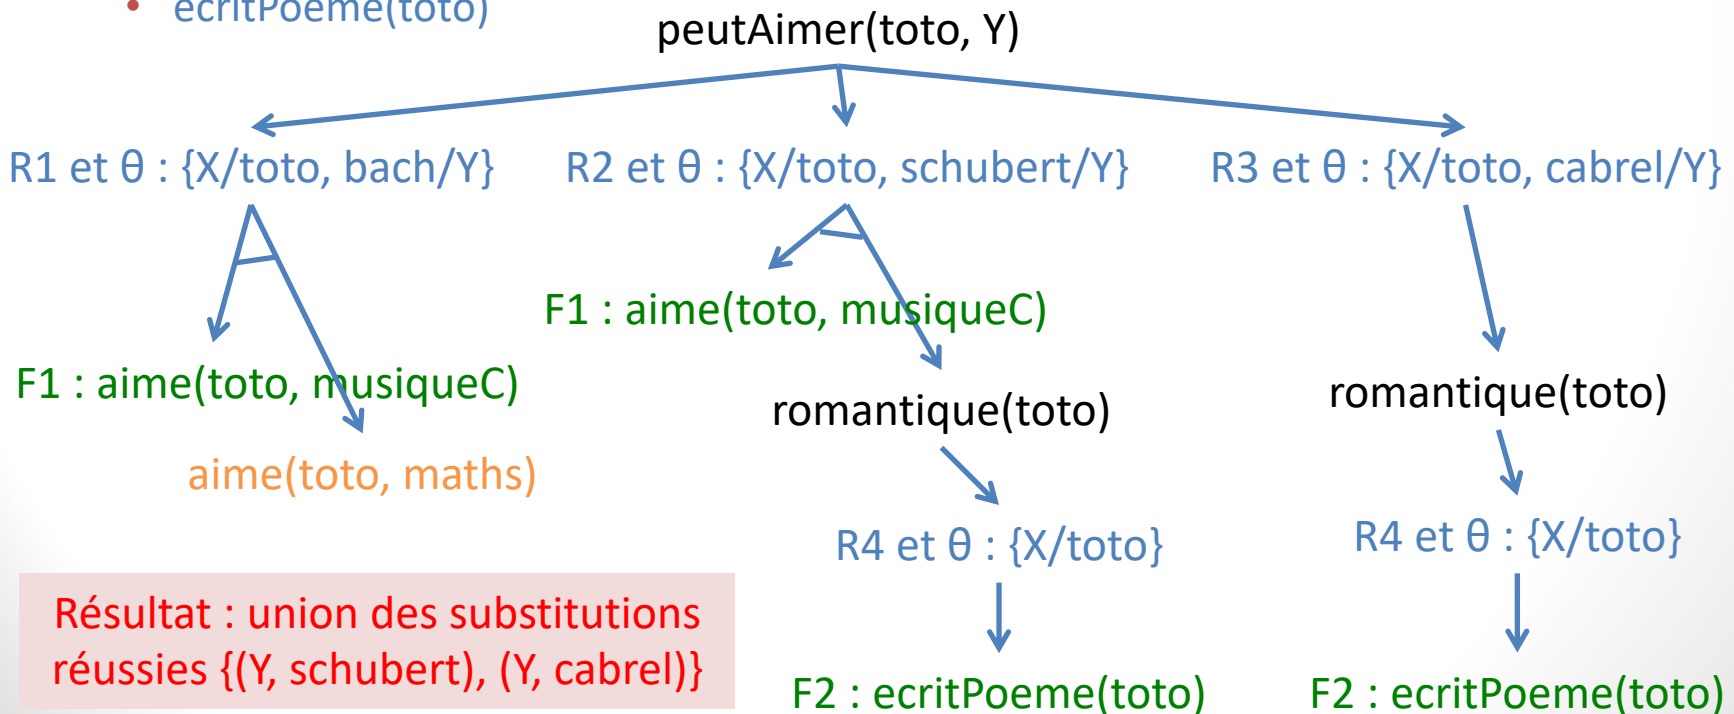 • ecritPoeme(toto)
peutAimer(toto, Y)
R1 et θ : {X/toto, bach/Y}
R2 et θ : {X/toto, schubert/Y}
R3 et θ : {X/toto, cabrel/Y}
F1 : aime(toto, musiqueC)
F1 : aime(toto, musiqueC)
romantique(toto)
romantique(toto)
aime(toto, maths)
R4 et θ : {X/toto}
R4 et θ : {X/toto}
Résultat : union des substitutions
réussies {(Y, schubert), (Y, cabrel)}
F2 : ecritPoeme(toto)
F2 : ecritPoeme(toto)